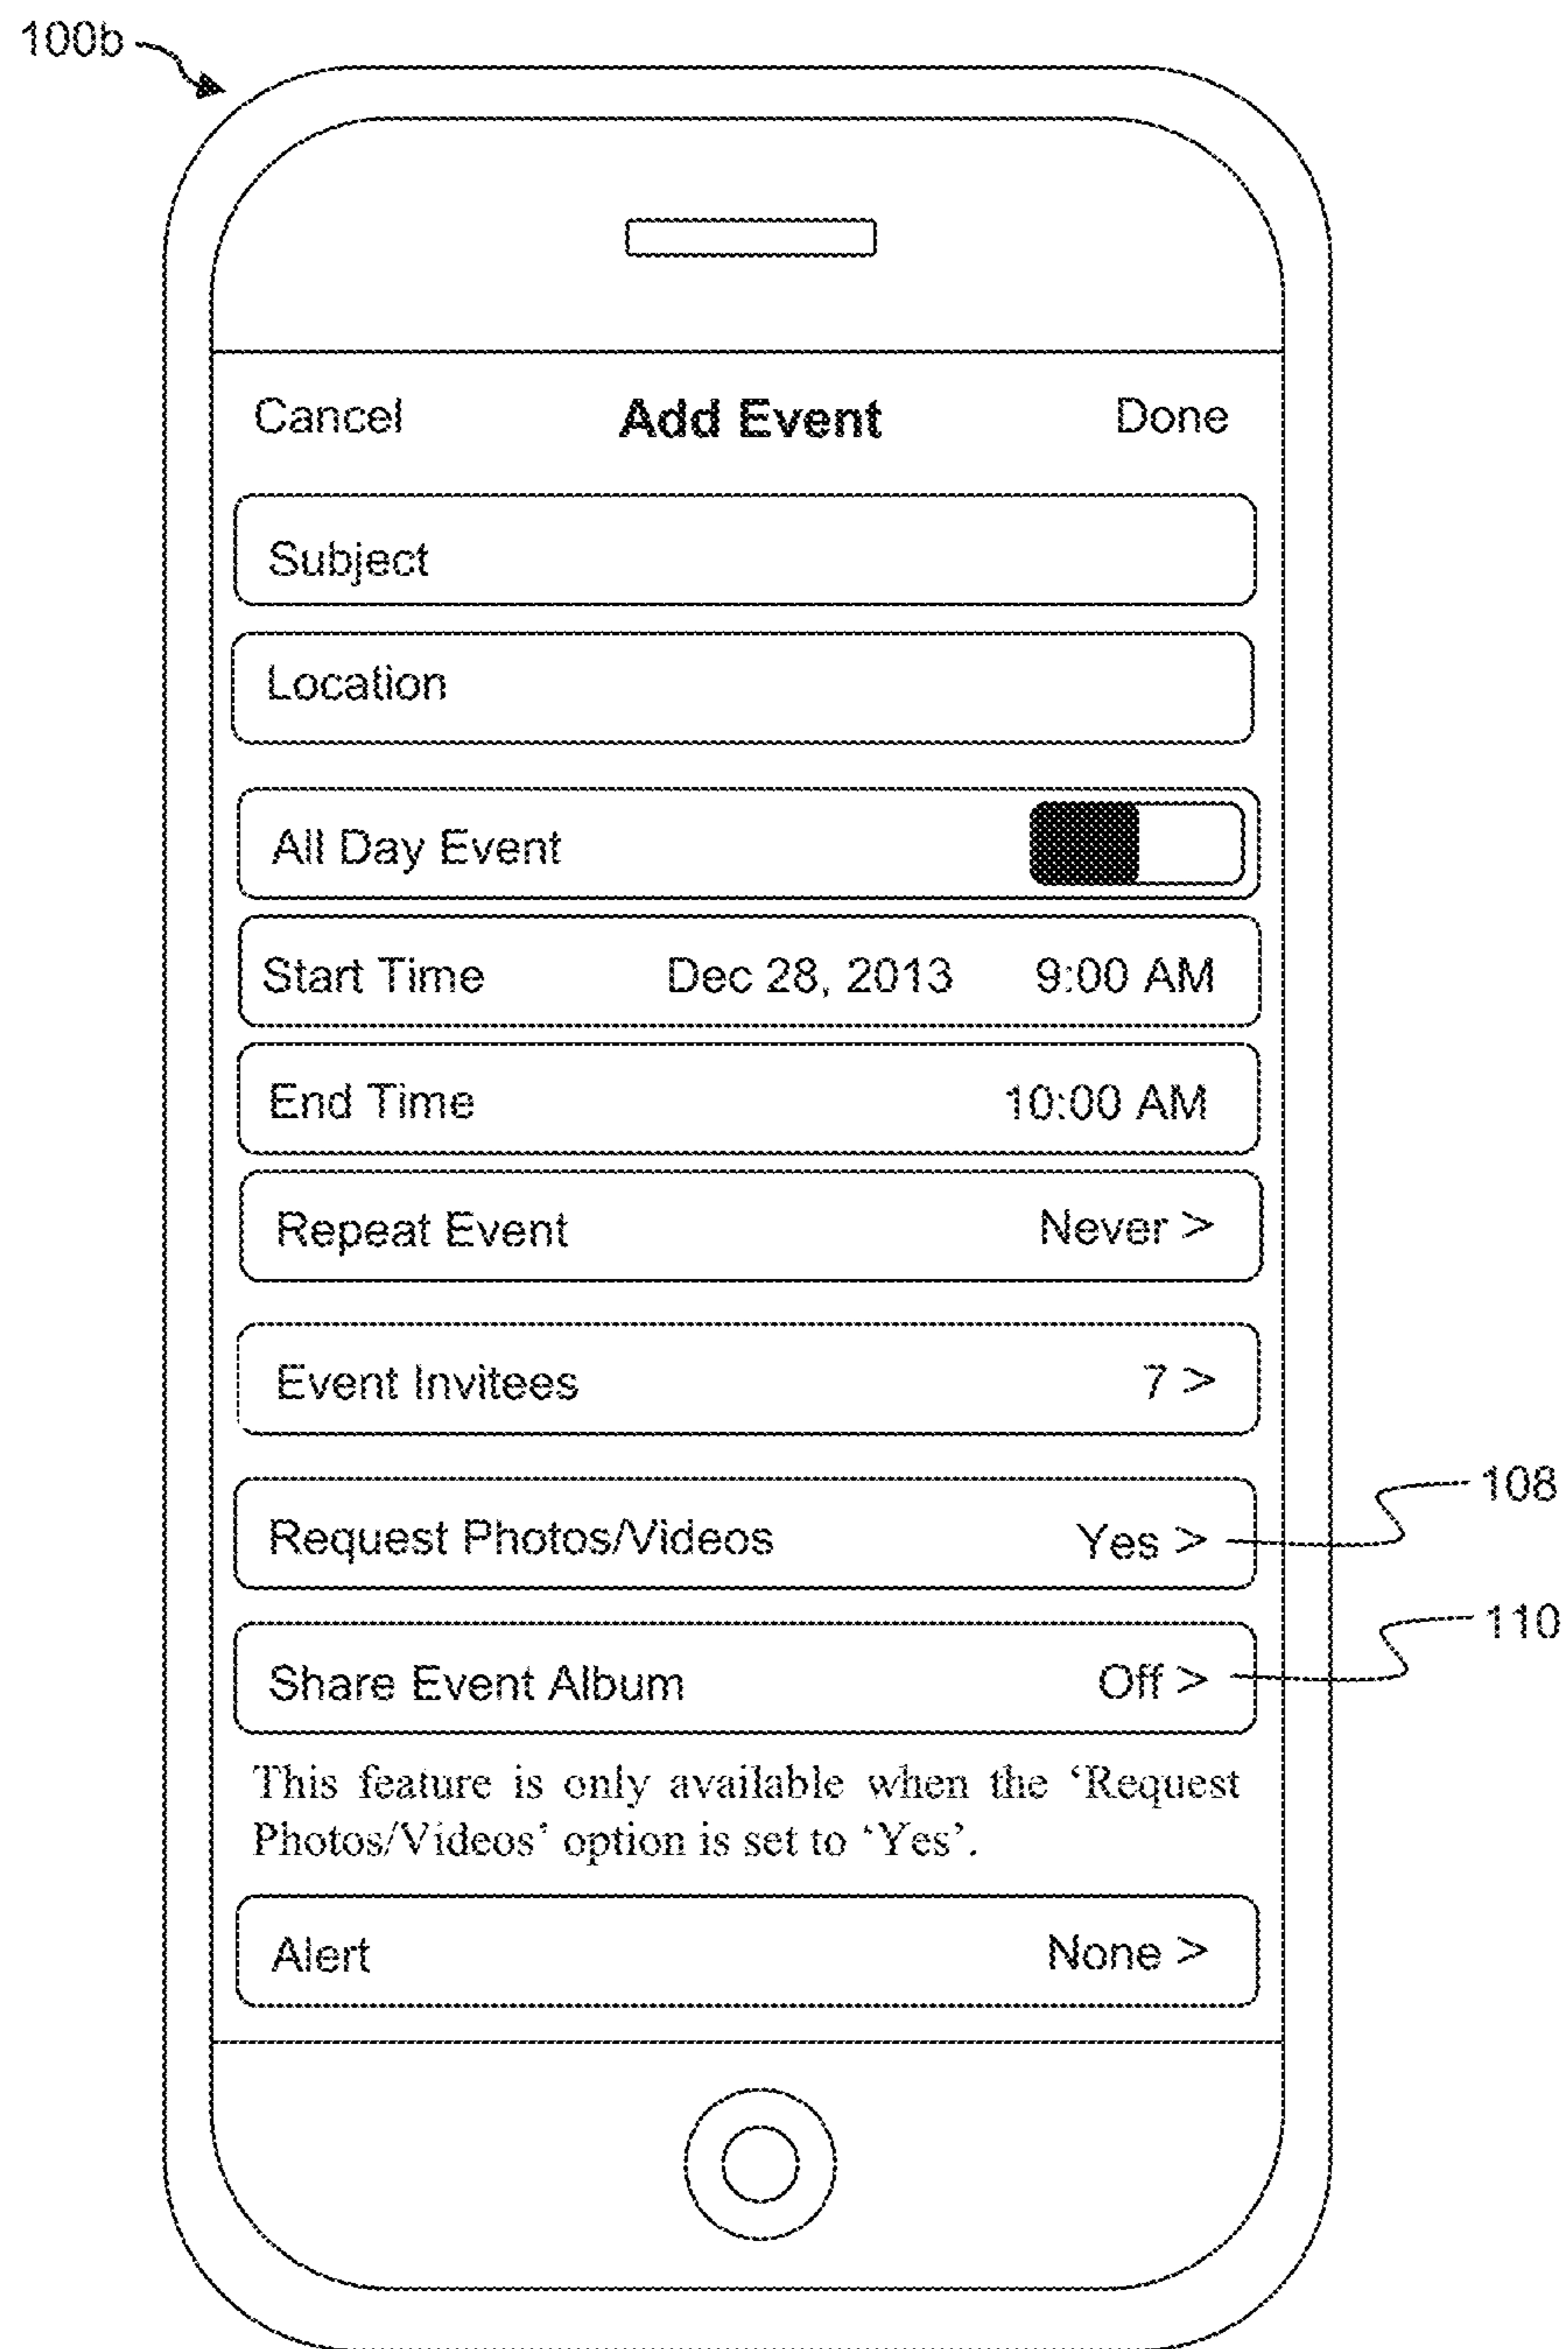 100b
Cancel Add Event Done
Subject
Location
All Day Event
Start Time Dec 28, 2013 9:00 AM
End Time 10:00 AM
Repeat Event Never >
Event Invitees 7 >
108
Request Photos/Videos Yes >
110
Share Event Album Off >
This feature is only available when the ‘Request
Photos/Videos’ option is set to ‘Yes’.
Alert None >